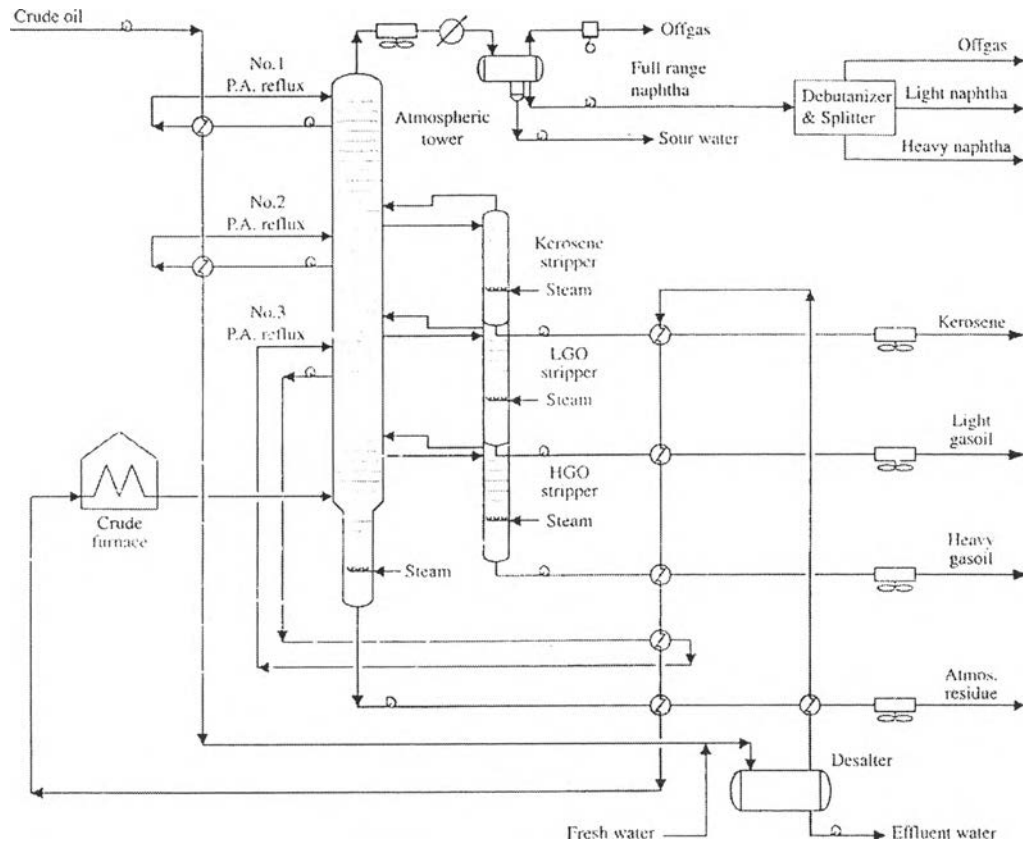 Crude oil
No.1
P.A. reflux
Offgas
Full range
naphtha
Atmospheric
tower
Sour water
Debutanizer
& Splitter
Offgas
Light naphtha
Heavy naphtha
No.2
P.A. reflux
Kerosene
stripper
Steam
No.3
P.A. reflux
Kerosene
LGO
stripper
Steam
Light
gasoil
HGO
stripper
Steam
Crude
furnace
Heavy
gasoil
Steam
Atmos.
residue
Desalter
Fresh water
Effluent water